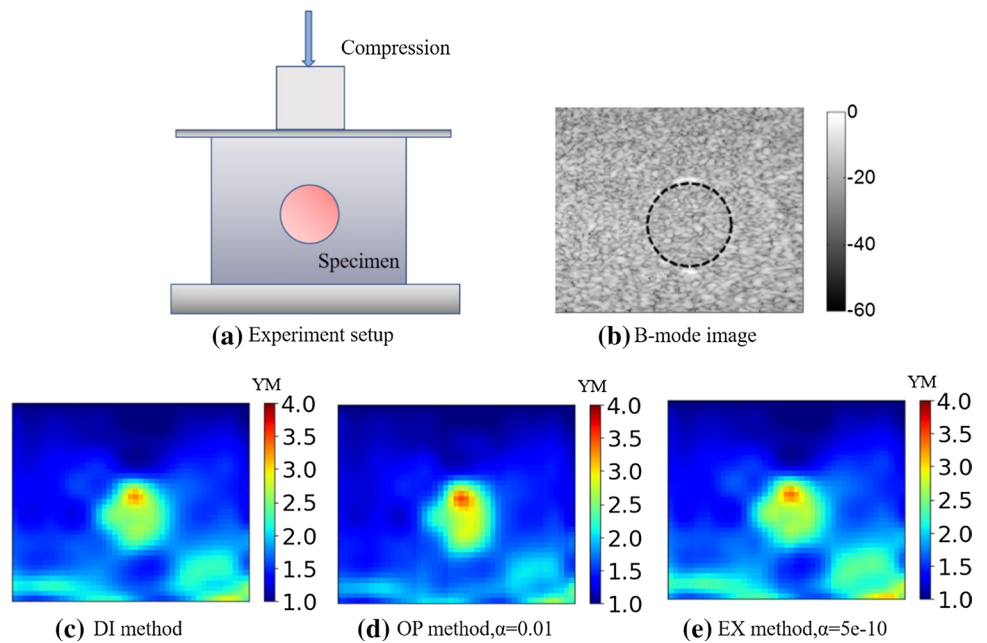 Compression
Specimen
(a) Experiment setup
0
-20
-40
-60
(b) B-mode image
YM
4.0
3.5
3.0
2.5
2.0
1.5
1.0
(c) DI method
YM
4.0
3.5
3.0
2.5
2.0
1.5
1.0
(d) OP method,α=0.01
YM
4.0
3.5
3.0
2.5
2.0
1.5
1.0
(e) EX method,α=5e-10